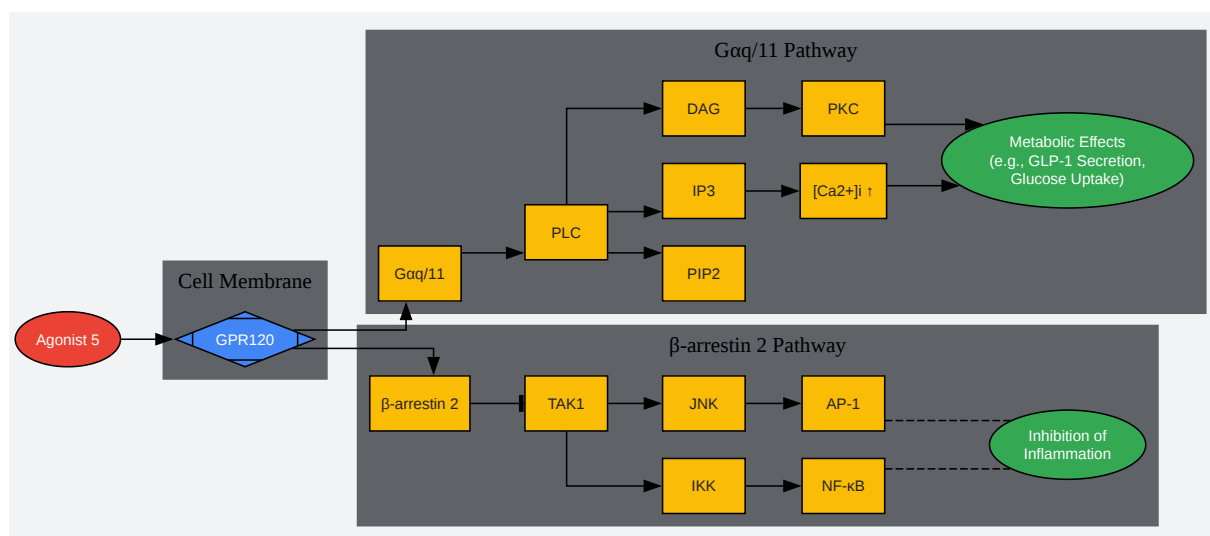 Gαq/11 Pathway
DAG
PKC
Metabolic Effects
(e.g., GLP-1 Secretion,
Glucose Uptake)
IP3
[Ca2+]i ↑
PLC
Gαq/11
PIP2
Cell Membrane
Agonist 5
GPR120
β-arrestin 2 Pathway
β-arrestin 2
TAK1
JNK
AP-1
Inhibition of
Inflammation
IKK
NF-κB